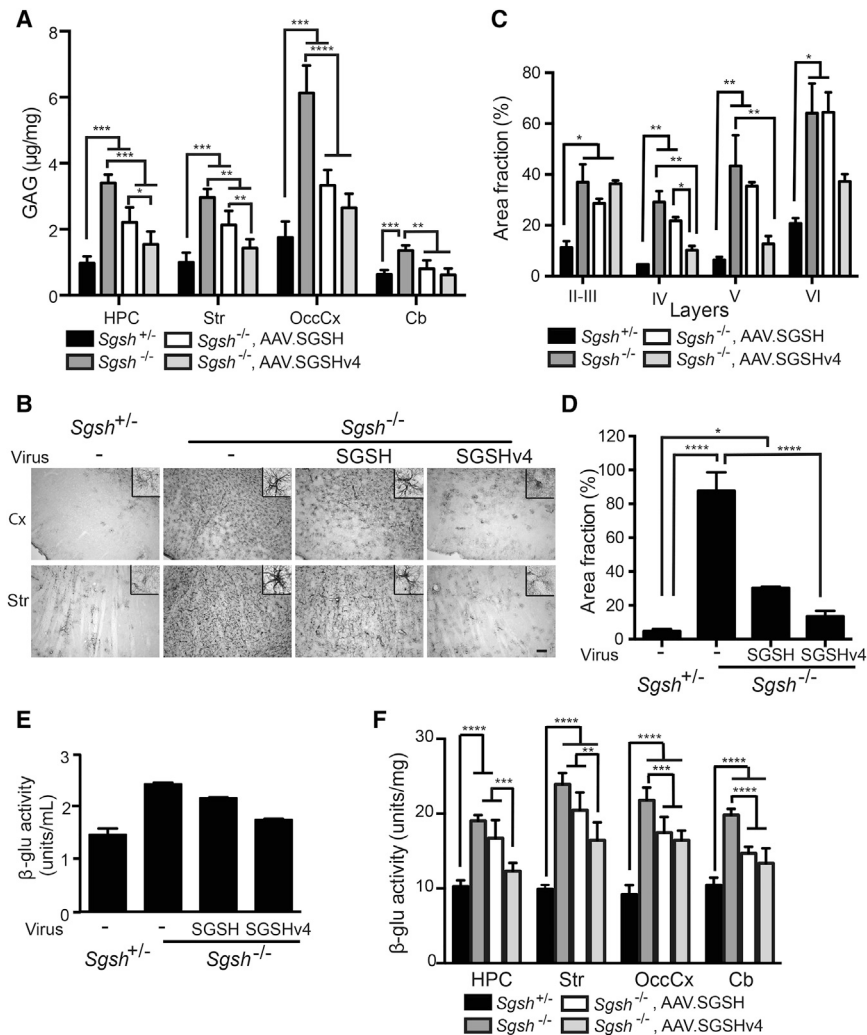 A
GAG (µg/mg)
8
6
4
2
0
***
***
*
***
**
**
***
****
***
**
HPC Str OccCx Cb
Sgsh+/- Sgsh-/-, AAV.SGSH
Sgsh-/- Sgsh-/-, AAV.SGSHv4
C
Area fraction (%)
80
60
40
20
0
*
**
**
*
**
**
*
II-III IV V VI
Layers
Sgsh+/- Sgsh-/-, AAV.SGSH
Sgsh-/- Sgsh-/-, AAV.SGSHv4
B
Sgsh+/- Sgsh-/-
Virus - - SGSH SGSHv4
Cx
Str
D
Area fraction (%)
120
100
80
60
40
20
0
*
****
****
Virus - - SGSH SGSHv4
Sgsh+/- Sgsh-/-
E
β-glu activity
(units/mL)
3
2
1
0
Virus - - SGSH SGSHv4
Sgsh+/- Sgsh-/-
F
β-glu activity (units/mg)
30
20
10
0
****
***
****
**
****
***
****
****
HPC Str OccCx Cb
Sgsh+/- Sgsh-/-, AAV.SGSH
Sgsh-/- Sgsh-/-, AAV.SGSHv4